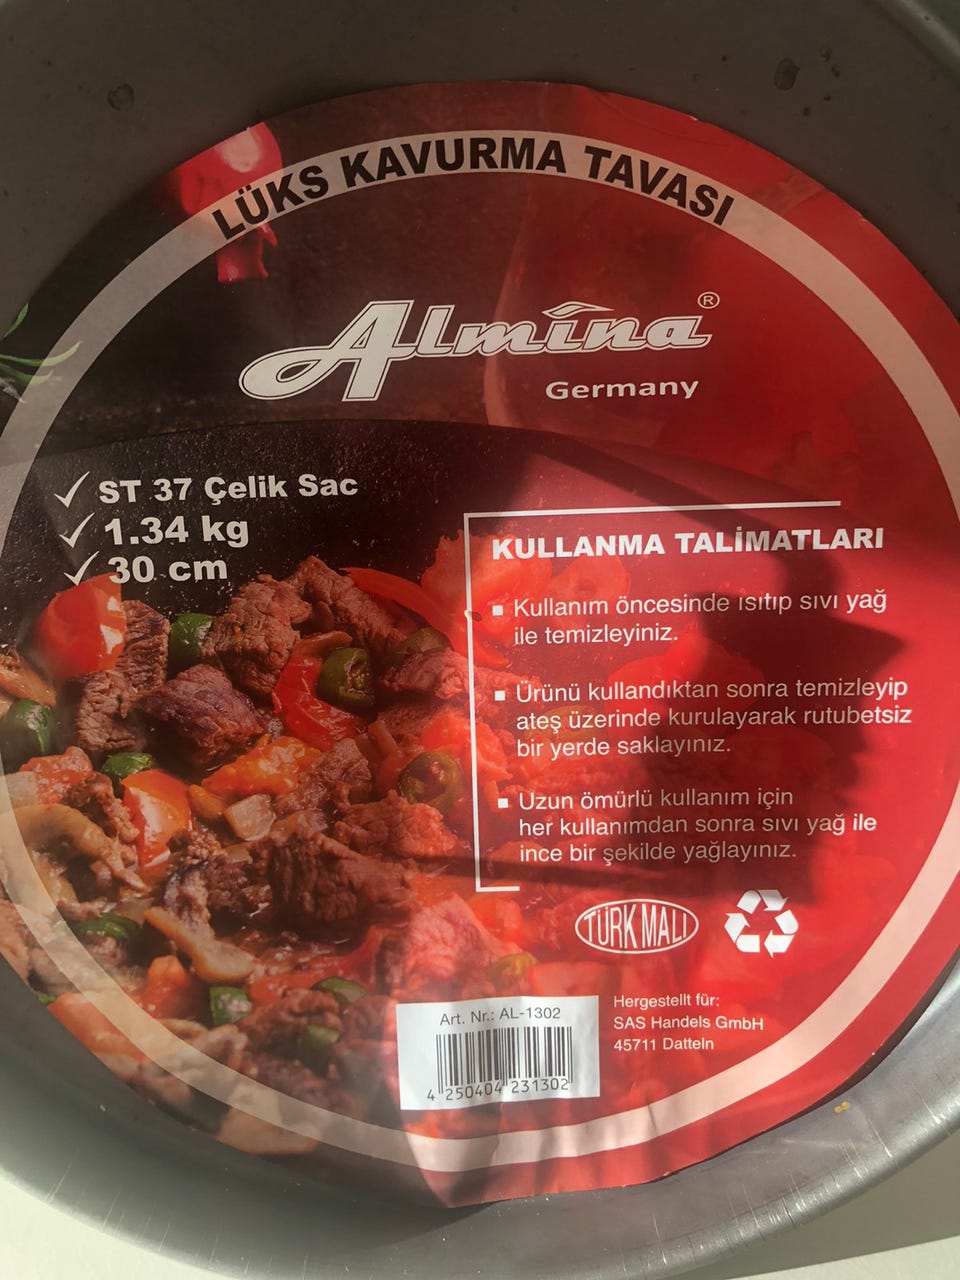 LÜKS KAVURMA TAVASI
Almîna®
Germany
ST 37 Çelik Sac
1.34 kg
30 cm
KULLANMA TALİMATLARI
Kullanım öncesinde ısıtıp sıvı yağ
ile temizleyiniz.
Ürünü kullandıktan sonra temizleyip
ateş üzerinde kurulayarak rutubetsiz
bir yerde saklayınız.
Uzun ömürlü kullanım için
her kullanımdan sonra sıvı yağ ile
ince bir şekilde yağlayınız.
TÜRK MALI
Art. Nr.: AL-1302
4 250404 231302
Hergestellt für:
SAS Handels GmbH
45711 Datteln